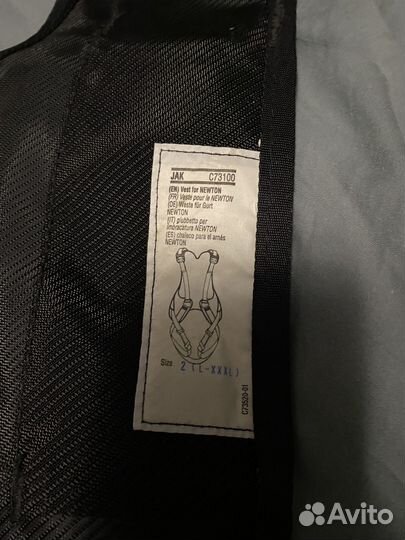 JAK C73100
(EN) Vest for NEWTON
(FR) Veste pour le NEWTON
(DE) Weste für Gurt
NEWTON
(IT) giubbetto per
imbracature NEWTON
(ES) chaleco para el arnés
NEWTON
Size 2 (L-XXXL)
C73520-01
Avito